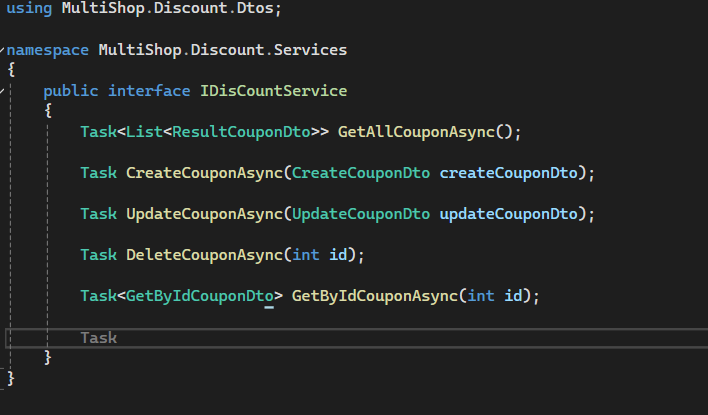 using MultiShop.Discount.Dtos;
namespace MultiShop.Discount.Services
{
public interface IDisCountService
{
Task<List<ResultCouponDto>> GetAllCouponAsync();
Task CreateCouponAsync(CreateCouponDto createCouponDto);
Task UpdateCouponAsync(UpdateCouponDto updateCouponDto);
Task DeleteCouponAsync(int id);
Task<GetByIdCouponDto> GetByIdCouponAsync(int id);
Task
}
}